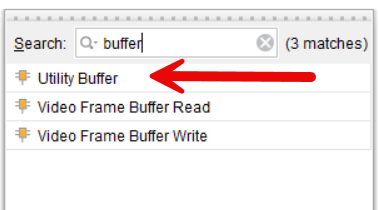 Search: buffer (3 matches)
Utility Buffer
Video Frame Buffer Read
Video Frame Buffer Write